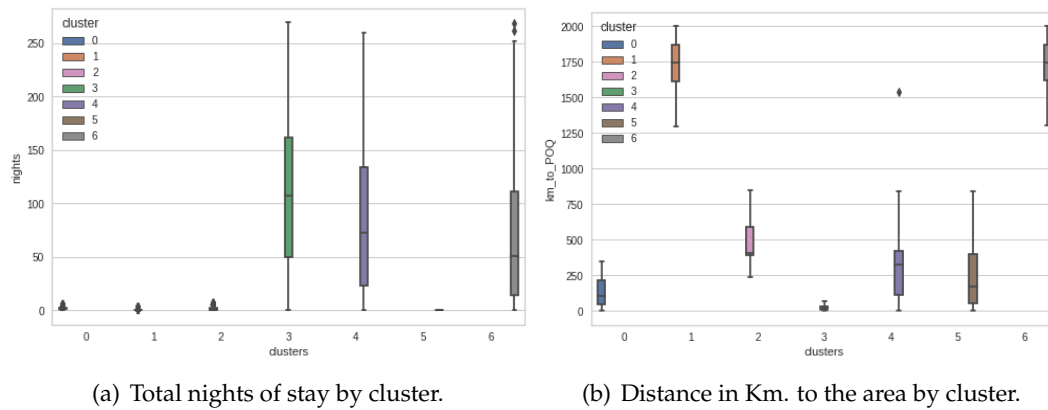 cluster
0
1
2
3
4
5
6
250
200
150
100
50
0
nights
0 1 2 3 4 5 6
clusters
(a) Total nights of stay by cluster.
cluster
0
1
2
3
4
5
6
2000
1750
1500
1250
1000
750
500
250
0
km_to_POQ
0 1 2 3 4 5 6
clusters
(b) Distance in Km. to the area by cluster.